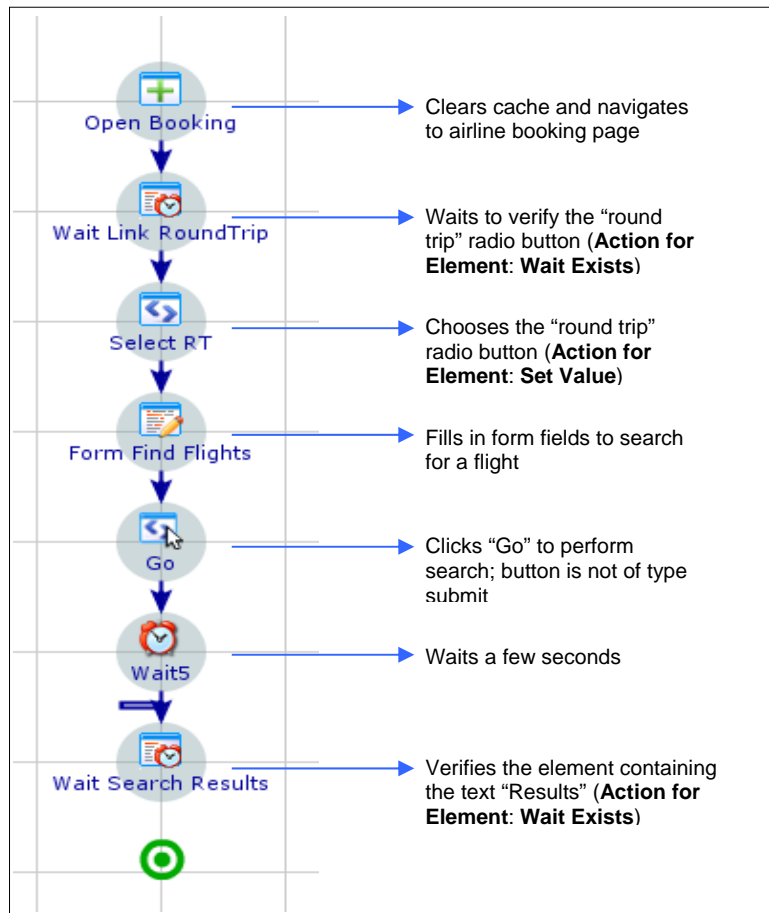 Open Booking
Clears cache and navigates
to airline booking page
Wait Link RoundTrip
Waits to verify the “round
trip” radio button (Action for
Element: Wait Exists)
Select RT
Chooses the “round trip”
radio button (Action for
Element: Set Value)
Form Find Flights
Fills in form fields to search
for a flight
Go
Clicks “Go” to perform
search; button is not of type
submit
Wait5
Waits a few seconds
Wait Search Results
Verifies the element containing
the text “Results” (Action for
Element: Wait Exists)